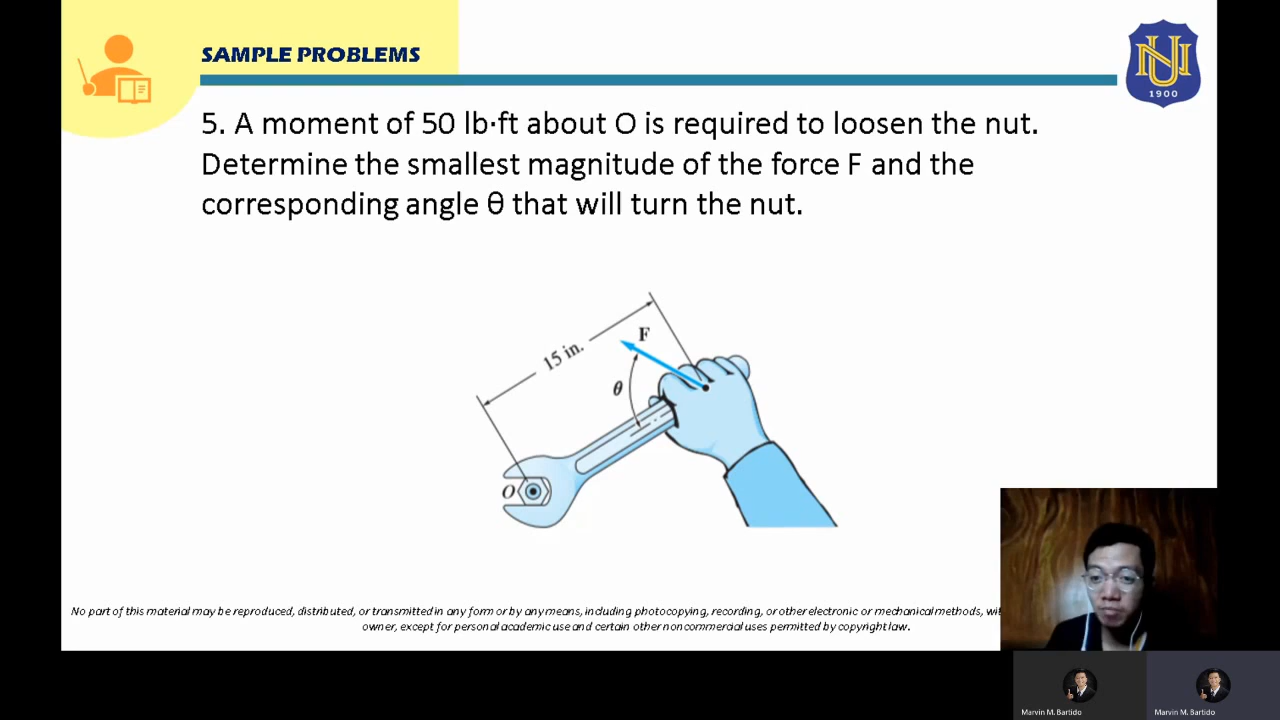 SAMPLE PROBLEMS
NU
1900
5. A moment of 50 lb·ft about O is required to loosen the nut.
Determine the smallest magnitude of the force F and the
corresponding angle θ that will turn the nut.
F
15 in.
θ
O
No part of this material may be reproduced, distributed, or transmitted in any form or by any means, including photocopying, recording, or other electronic or mechanical methods,
owner, except for personal academic use and certain other noncommercial uses permitted by copyright law.
Marvin M. Bartido
Marvin M. Bartido